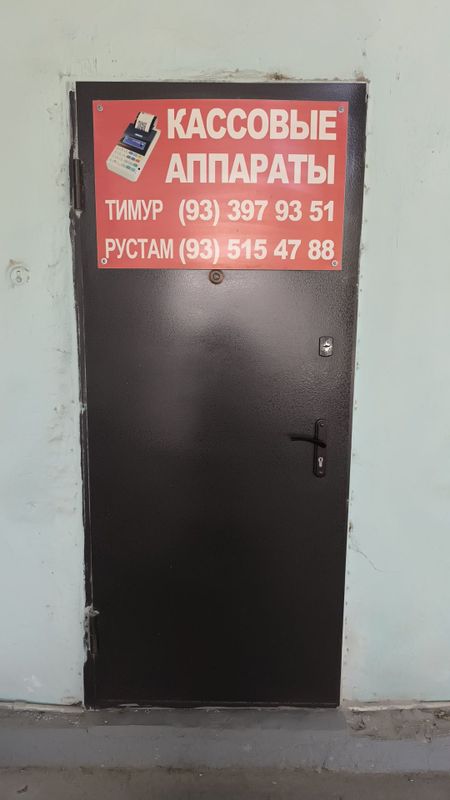 КАССОВЫЕ
АППАРАТЫ
ТИМУР (93) 397 93 51
РУСТАМ (93) 515 47 88